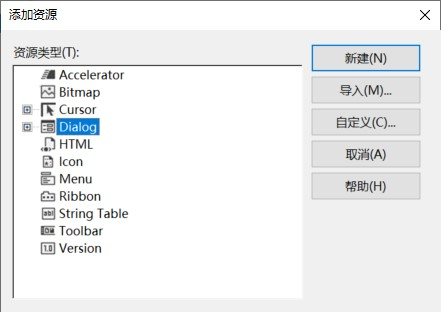 添加资源
资源类型(T):
Accelerator
Bitmap
Cursor
Dialog
HTML
Icon
Menu
Ribbon
String Table
Toolbar
Version
新建(N)
导入(M)...
自定义(C)...
取消(A)
帮助(H)